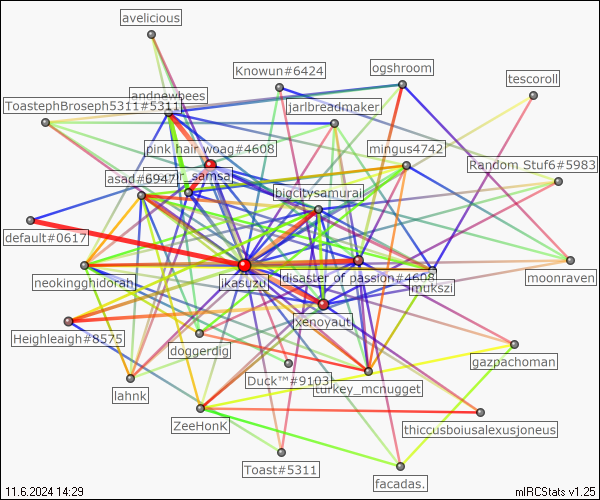 avelicious
Knowun#6424
ogshroom
tescoroll
andnewbees
ToastephBroseph5311#5311
jarlbreadmaker
pink hair woag#4608
mingus4742
Random Stuf6#5983
asad#6947
samsa
bigcitysamurai
default#0617
neokingghidorah
ikasuzu
disaster of passion#4608
mukszi
moonraven
xenoyaut
Heighleaigh#8575
doggerdig
gazpachoman
Duck™#9103
turkey_mcnugget
lahnk
ZeeHonK
thiccusboiusalexusjoneus
Toast#5311
facadas.
11.6.2024 14:29
mIRCStats v1.25